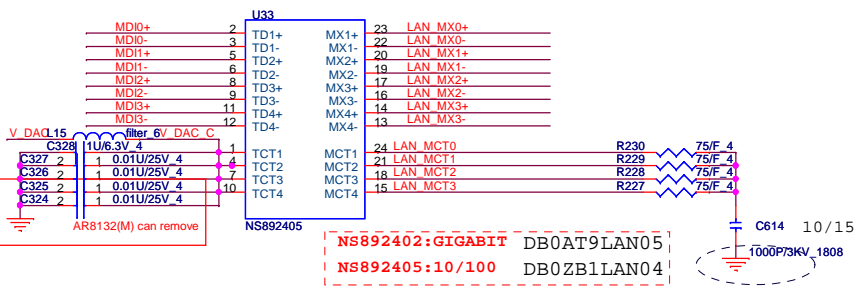 U33
MDI0+ 2 TD1+ MX1+ 23 LAN_MX0+
MDI0- 3 TD1- MX1- 22 LAN_MX0-
MDI1+ 5 TD2+ MX2+ 20 LAN_MX1+
MDI1- 6 TD2- MX2- 19 LAN_MX1-
MDI2+ 8 TD3+ MX3+ 17 LAN_MX2+
MDI2- 9 TD3- MX3- 16 LAN_MX2-
MDI3+ 11 TD4+ MX4+ 14 LAN_MX3+
MDI3- 12 TD4- MX4- 13 LAN_MX3-
V_DAC L15 filter_6 V_DAC_C
C328 1U/6.3V_4 1 TCT1 MCT1 24 LAN_MCT0 R230 75/F_4
C327 2 1 0.01U/25V_4 4 TCT2 MCT2 21 LAN_MCT1 R229 75/F_4
C326 2 1 0.01U/25V_4 7 TCT3 MCT3 18 LAN_MCT2 R228 75/F_4
C325 2 1 0.01U/25V_4 10 TCT4 MCT4 15 LAN_MCT3 R227 75/F_4
C324 2 1 0.01U/25V_4
AR8132(M) can remove
NS892405
C614 10/15
NS892402:GIGABIT DB0AT9LAN05
1000P/3KV_1808
NS892405:10/100 DB0ZB1LAN04